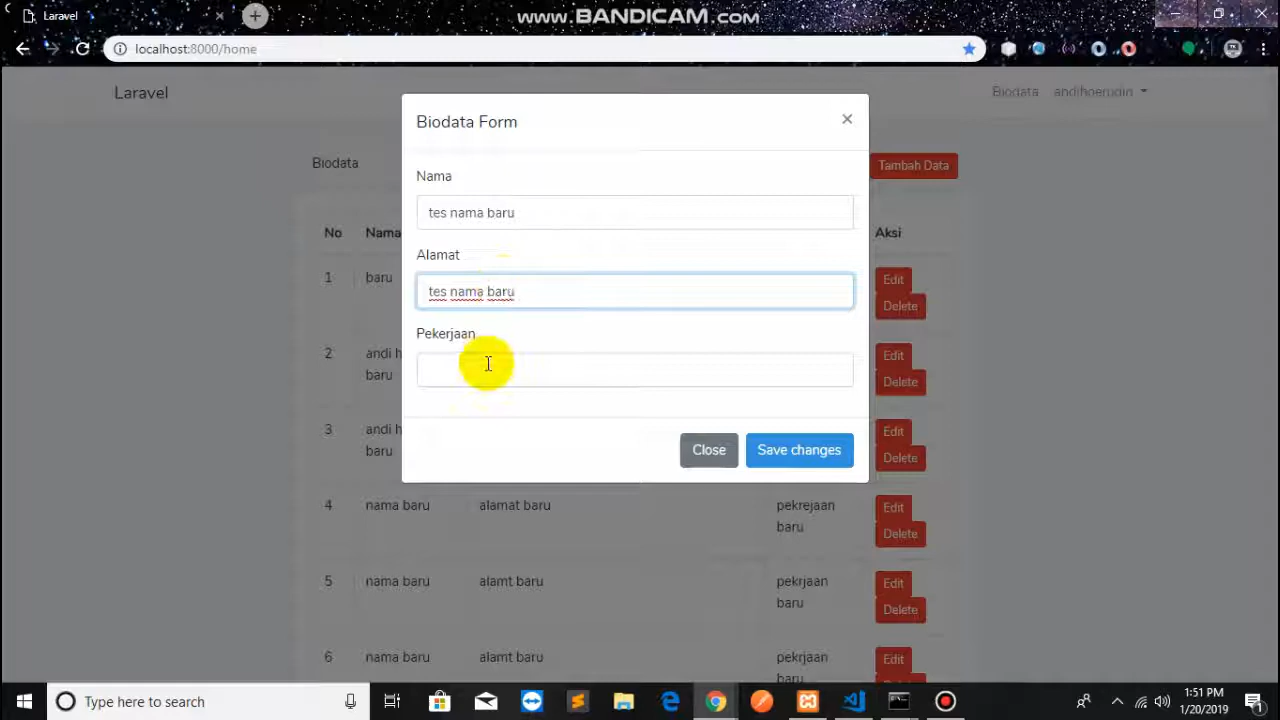 Laravel
www.BANDICAM.com
localhost:8000/home
Laravel
Biodata
andihoerudin
Biodata Form
×
Biodata
Tambah Data
Nama
tes nama baru
No
Nama
Aksi
Alamat
1
baru
Edit
tes nama baru
Delete
Pekerjaan
2
andi h
Edit
baru
Delete
3
andi h
Edit
Close
Save changes
baru
Delete
4
nama baru
alamat baru
pekrejaan
Edit
baru
Delete
5
nama baru
alamt baru
pekrjaan
Edit
baru
Delete
6
nama baru
alamt baru
pekrjaan
Edit
baru
Type here to search
1:51 PM
1/20/2019